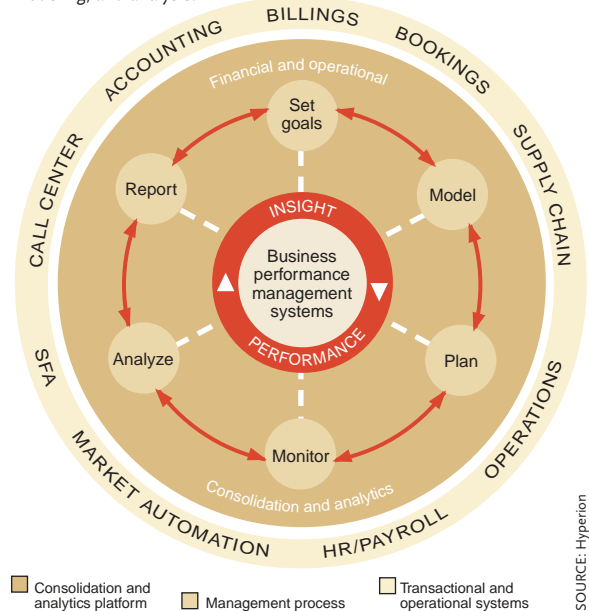 BILLINGS
BOOKINGS
SUPPLY CHAIN
OPERATIONS
HR/PAYROLL
MARKET AUTOMATION
SFA
CALL CENTER
ACCOUNTING
Financial and operational
Set
goals
Model
Plan
Monitor
Analyze
Report
INSIGHT
Business
performance
management
systems
PERFORMANCE
Consolidation and analytics
Consolidation and
analytics platform
Management process
Transactional and
operational systems
SOURCE: Hyperion